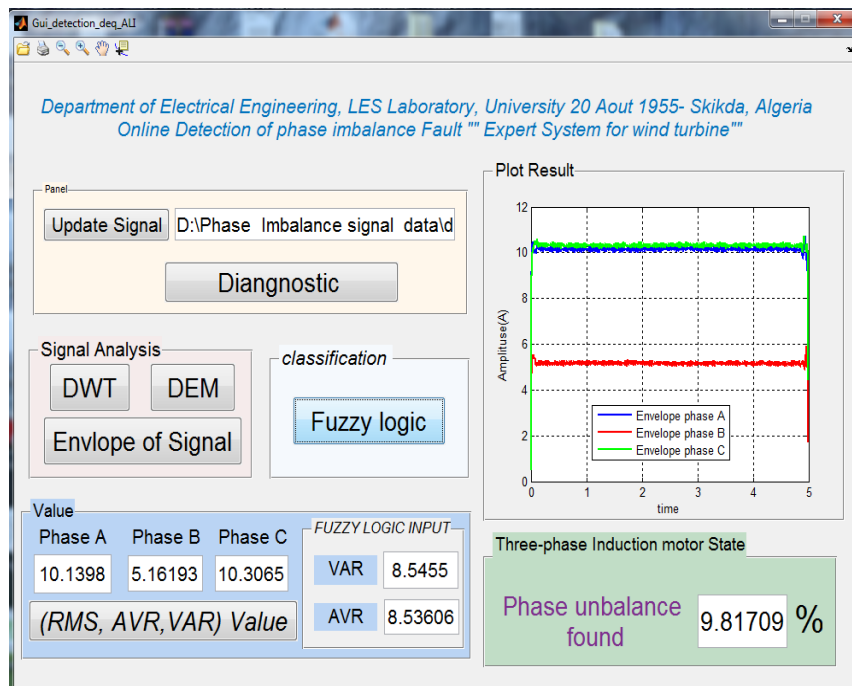 Gui_detection_deq_ALI
Department of Electrical Engineering, LES Laboratory, University 20 Aout 1955- Skikda, Algeria
Online Detection of phase imbalance Fault "" Expert System for wind turbine""
Panel
Update Signal
D:\Phase Imbalance signal data\d
Diangnostic
Signal Analysis
DWT
DEM
Envlope of Signal
classification
Fuzzy logic
Plot Result
12
10
8
6
4
2
0
Amplituse(A)
0 1 2 3 4 5
time
Envelope phase A
Envelope phase B
Envelope phase C
Value
Phase A Phase B Phase C
10.1398 5.16193 10.3065
(RMS, AVR,VAR) Value
FUZZY LOGIC INPUT
VAR 8.5455
AVR 8.53606
Three-phase Induction motor State
Phase unbalance
found
9.81709 %